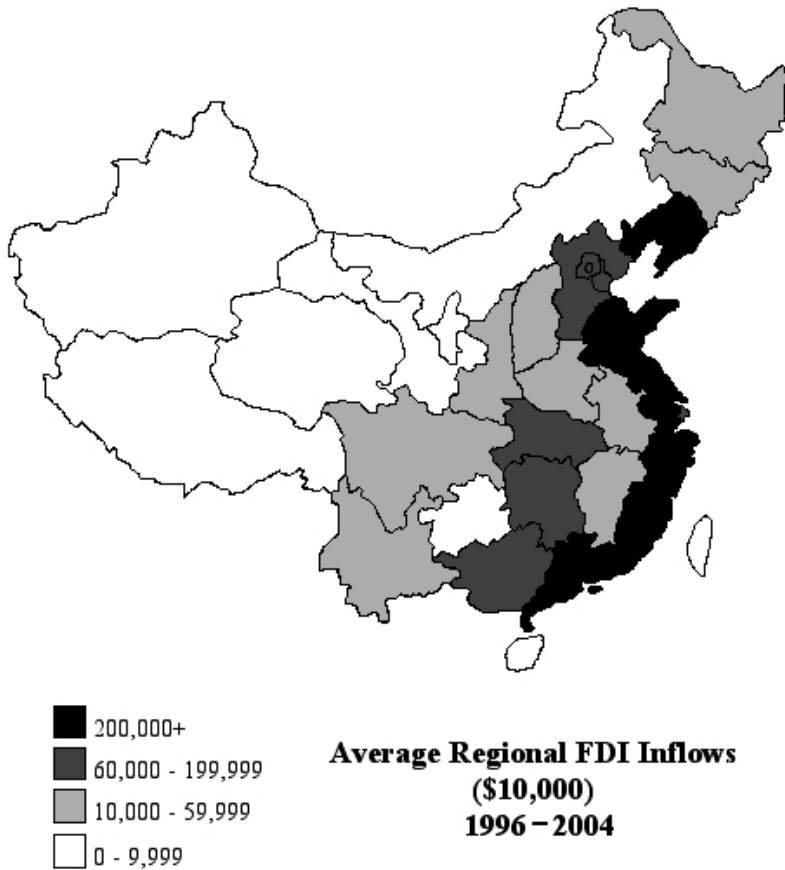 200,000+
60,000 - 199,999
10,000 - 59,999
0 - 9,999
Average Regional FDI Inflows
($10,000)
1996－2004